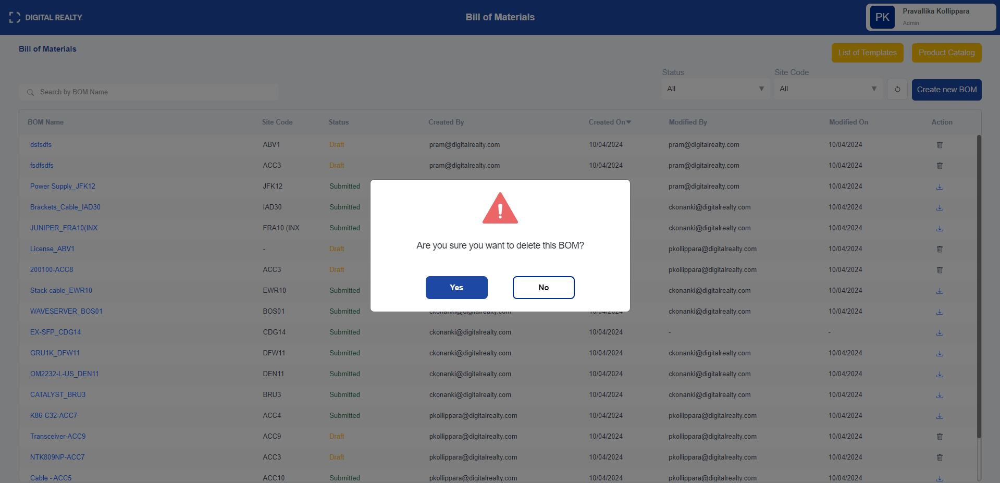 DIGITAL REALTY
Bill of Materials
PK
Pravallika Kollippara
Admin
Bill of Materials
List of Templates
Product Catalog
Status
Site Code
Search by BOM Name
All
All
Create new BOM
BOM Name Site Code Status Created By Created On Modified By Modified On Action
dsfsdfs ABV1 Draft pram@digitalrealty.com 10/04/2024 pram@digitalrealty.com 10/04/2024
fsdfsdfs ACC3 Draft pram@digitalrealty.com 10/04/2024 pram@digitalrealty.com 10/04/2024
Power Supply_JFK12 JFK12 Submitted pram@digitalrealty.com 10/04/2024
Brackets_Cable_IAD30 IAD30 Submitted ckonanki@digitalrealty.com 10/04/2024
JUNIPER_FRA10(INX FRA10 (INX Submitted ckonanki@digitalrealty.com 10/04/2024
License_ABV1 - Draft pkollippara@digitalrealty.com 10/04/2024
200100-ACC8 ACC3 Draft pkollippara@digitalrealty.com 10/04/2024
Stack cable_EWR10 EWR10 Submitted ckonanki@digitalrealty.com 10/04/2024
WAVESERVER_BOS01 BOS01 Submitted ckonanki@digitalrealty.com 10/04/2024 ckonanki@digitalrealty.com 10/04/2024
EX-SFP_CDG14 CDG14 Submitted ckonanki@digitalrealty.com 10/04/2024 - -
GRU1K_DFW11 DFW11 Submitted ckonanki@digitalrealty.com 10/04/2024 ckonanki@digitalrealty.com 10/04/2024
OM2232-L-US_DEN11 DEN11 Submitted ckonanki@digitalrealty.com 10/04/2024 ckonanki@digitalrealty.com 10/04/2024
CATALYST_BRU3 BRU3 Submitted ckonanki@digitalrealty.com 10/04/2024 ckonanki@digitalrealty.com 10/04/2024
K86-C32-ACC7 ACC4 Submitted pkollippara@digitalrealty.com 10/04/2024 pkollippara@digitalrealty.com 10/04/2024
Transceiver-ACC9 ACC9 Draft pkollippara@digitalrealty.com 10/04/2024 pkollippara@digitalrealty.com 10/04/2024
NTK809NP-ACC7 ACC3 Draft pkollippara@digitalrealty.com 10/04/2024 pkollippara@digitalrealty.com 10/04/2024
Cable - ACC5 ACC10 Submitted pkollippara@digitalrealty.com 10/04/2024 pkollippara@digitalrealty.com 10/04/2024
Are you sure you want to delete this BOM?
Yes
No